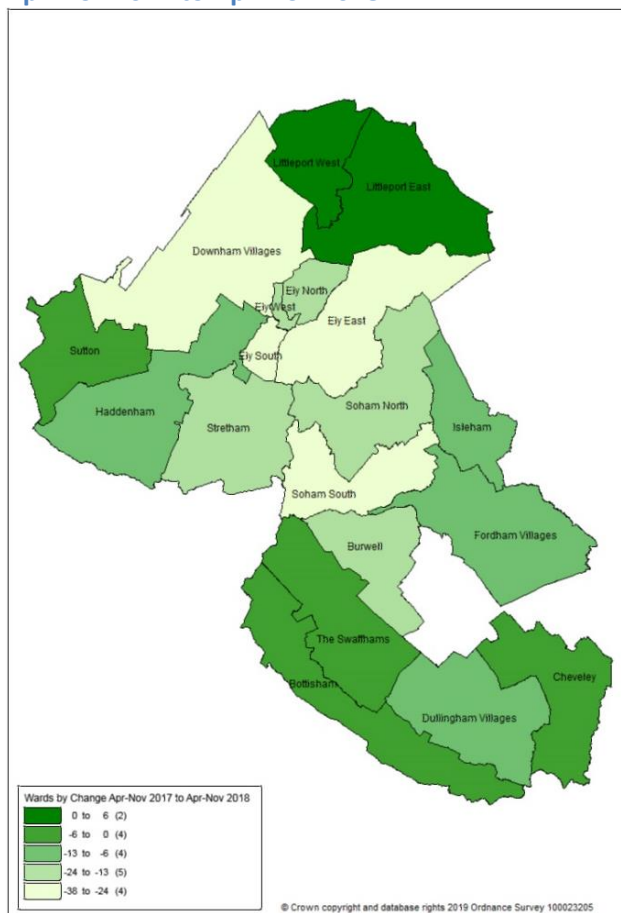 Littleport West
Littleport East
Downham Villages
Ely North
Ely West
Ely East
Sutton
Ely South
Haddenham
Soham North
Stretham
Isleham
Soham South
Fordham Villages
Burwell
The Swaffhams
Bottisham
Cheveley
Dullingham Villages
Wards by Change Apr-Nov 2017 to Apr-Nov 2018
0 to 6 (2)
-6 to 0 (4)
-13 to -6 (4)
-24 to -13 (5)
-38 to -24 (4)
© Crown copyright and database rights 2019 Ordnance Survey 100023205